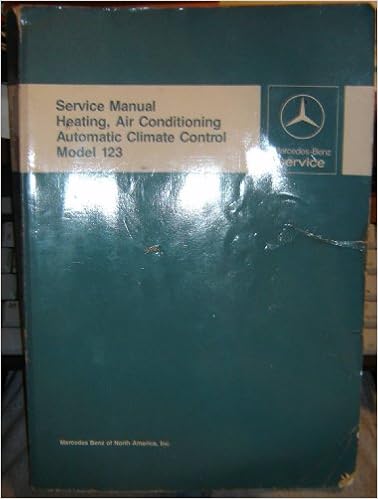 Service Manual
Heating, Air Conditioning
Automatic Climate Control
Model 123
Mercedes-Benz
Service
Mercedes Benz of North America, Inc.